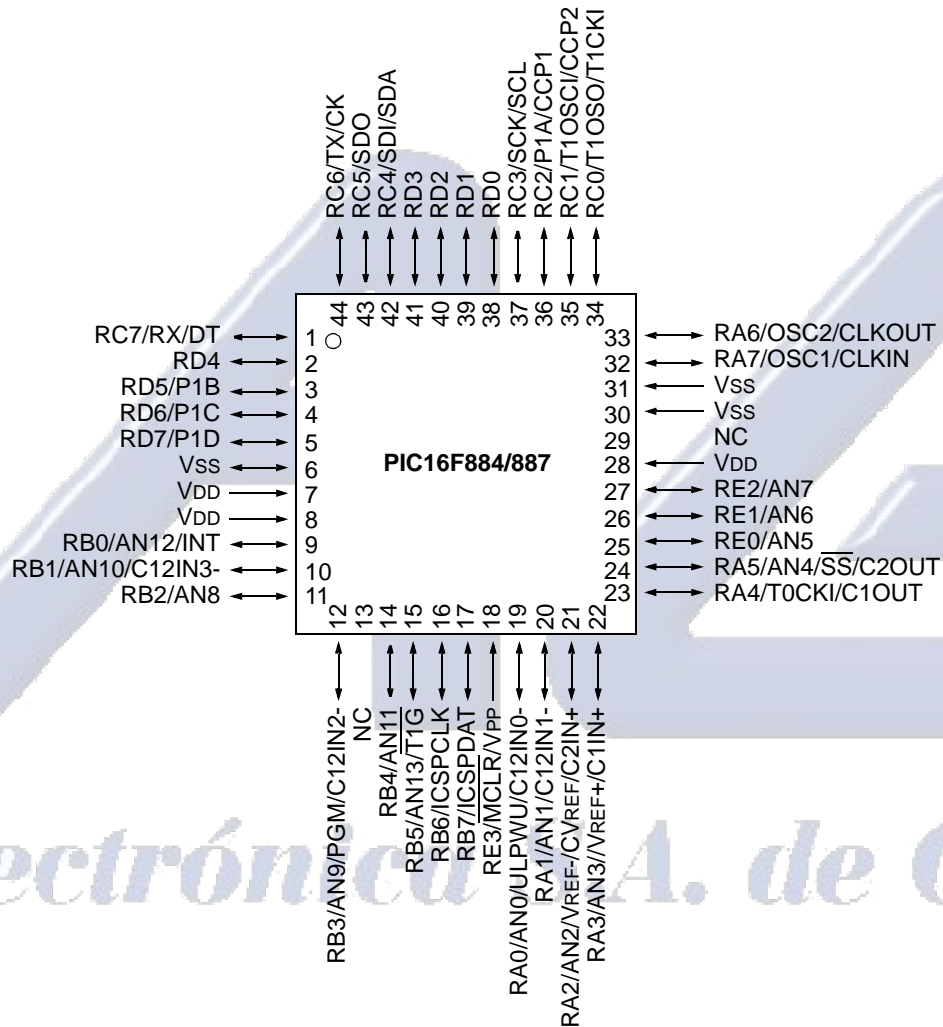 RC6/TX/CK
RC5/SDO
RC4/SDI/SDA
RD3
RD2
RD1
RD0
RC3/SCK/SCL
RC2/P1A/CCP1
RC1/T1OSCI/CCP2
RC0/T1OSO/T1CKI
44
43
42
41
40
39
38
37
36
35
34
RC7/RX/DT 1
RD4 2
RD5/P1B 3
RD6/P1C 4
RD7/P1D 5
VSS 6
VDD 7
VDD 8
RB0/AN12/INT 9
RB1/AN10/C12IN3- 10
RB2/AN8 11
PIC16F884/887
33 RA6/OSC2/CLKOUT
32 RA7/OSC1/CLKIN
31 VSS
30 VSS
29 NC
28 VDD
27 RE2/AN7
26 RE1/AN6
25 RE0/AN5
24 RA5/AN4/SS/C2OUT
23 RA4/T0CKI/C1OUT
12
13
14
15
16
17
18
19
20
21
22
RB3/AN9/PGM/C12IN2-
NC
RB4/AN11
RB5/AN13/T1G
RB6/ICSPCLK
RB7/ICSPDAT
RE3/MCLR/VPP
RA0/AN0/ULPWU/C12IN0-
RA1/AN1/C12IN1-
RA2/AN2/VREF-/CVREF/C2IN+
RA3/AN3//VREF+/C1IN+
ectrónica S.A. de